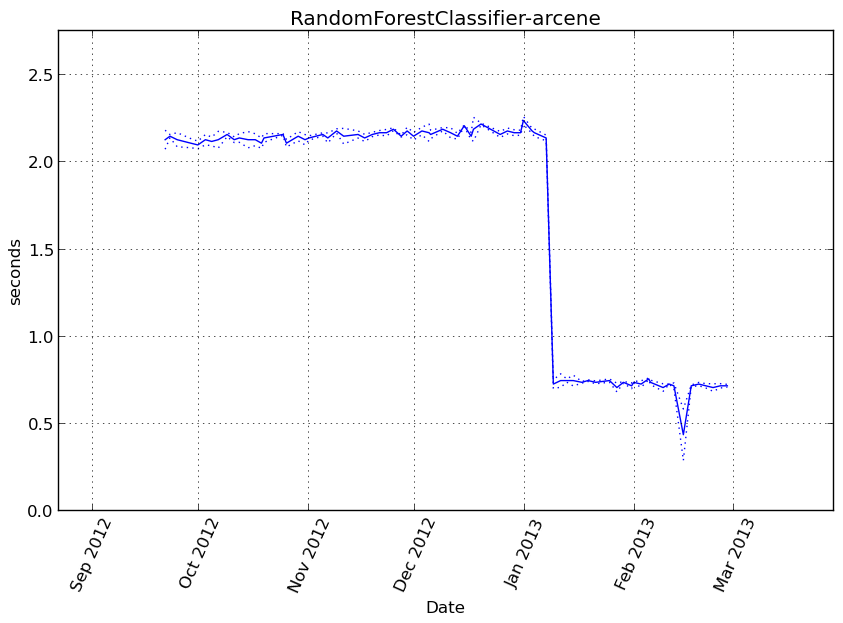 RandomForestClassifier-arcene
2.5
2.0
1.5
1.0
0.5
0.0
seconds
Sep 2012
Oct 2012
Nov 2012
Dec 2012
Jan 2013
Feb 2013
Mar 2013
Date